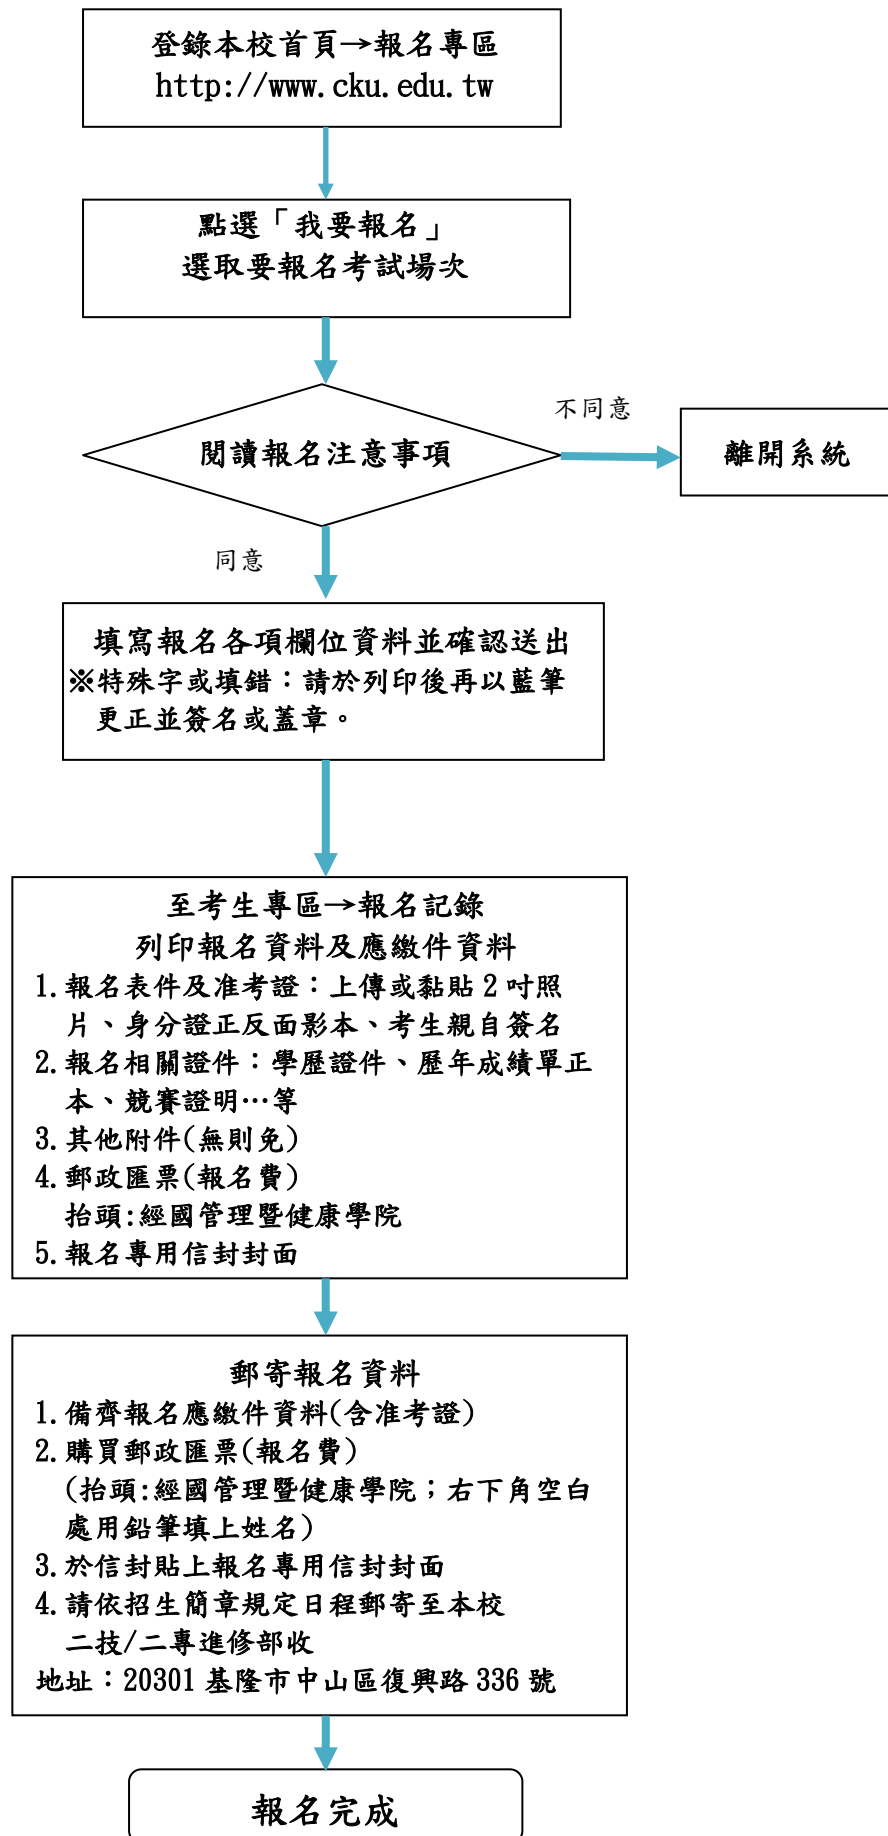 登錄本校首頁→報名專區
http://www.cku.edu.tw
點選「我要報名」
選取要報名考試場次
閱讀報名注意事項
不同意
離開系統
同意
填寫報名各項欄位資料並確認送出
※特殊字或填錯：請於列印後再以藍筆
更正並簽名或蓋章。
至考生專區→報名記錄
列印報名資料及應繳件資料
1.報名表件及准考證：上傳或黏貼 2 吋照
片、身分證正反面影本、考生親自簽名
2.報名相關證件：學歷證件、歷年成績單正
本、競賽證明…等
3.其他附件(無則免)
4.郵政匯票(報名費)
抬頭:經國管理暨健康學院
5.報名專用信封封面
郵寄報名資料
1.備齊報名應繳件資料(含准考證)
2.購買郵政匯票(報名費)
(抬頭:經國管理暨健康學院；右下角空白
處用鉛筆填上姓名)
3.於信封貼上報名專用信封封面
4.請依招生簡章規定日程郵寄至本校
二技/二專進修部收
地址：20301 基隆市中山區復興路 336 號
報名完成